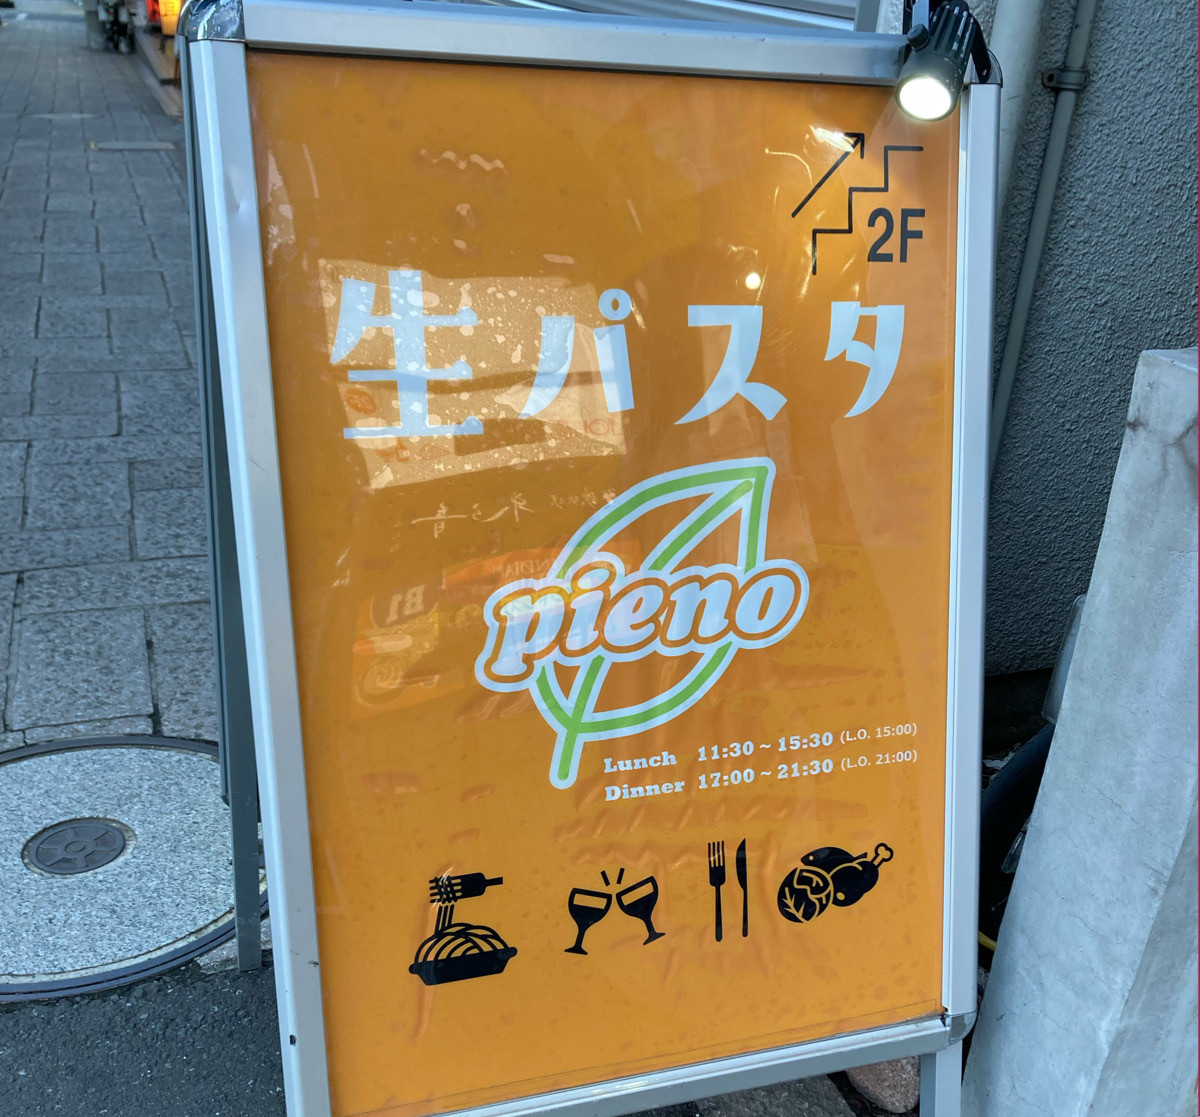 2F
生パスタ
pieno
Lunch 11:30～15:30 (L.O. 15:00)
Dinner 17:00～21:30 (L.O. 21:00)